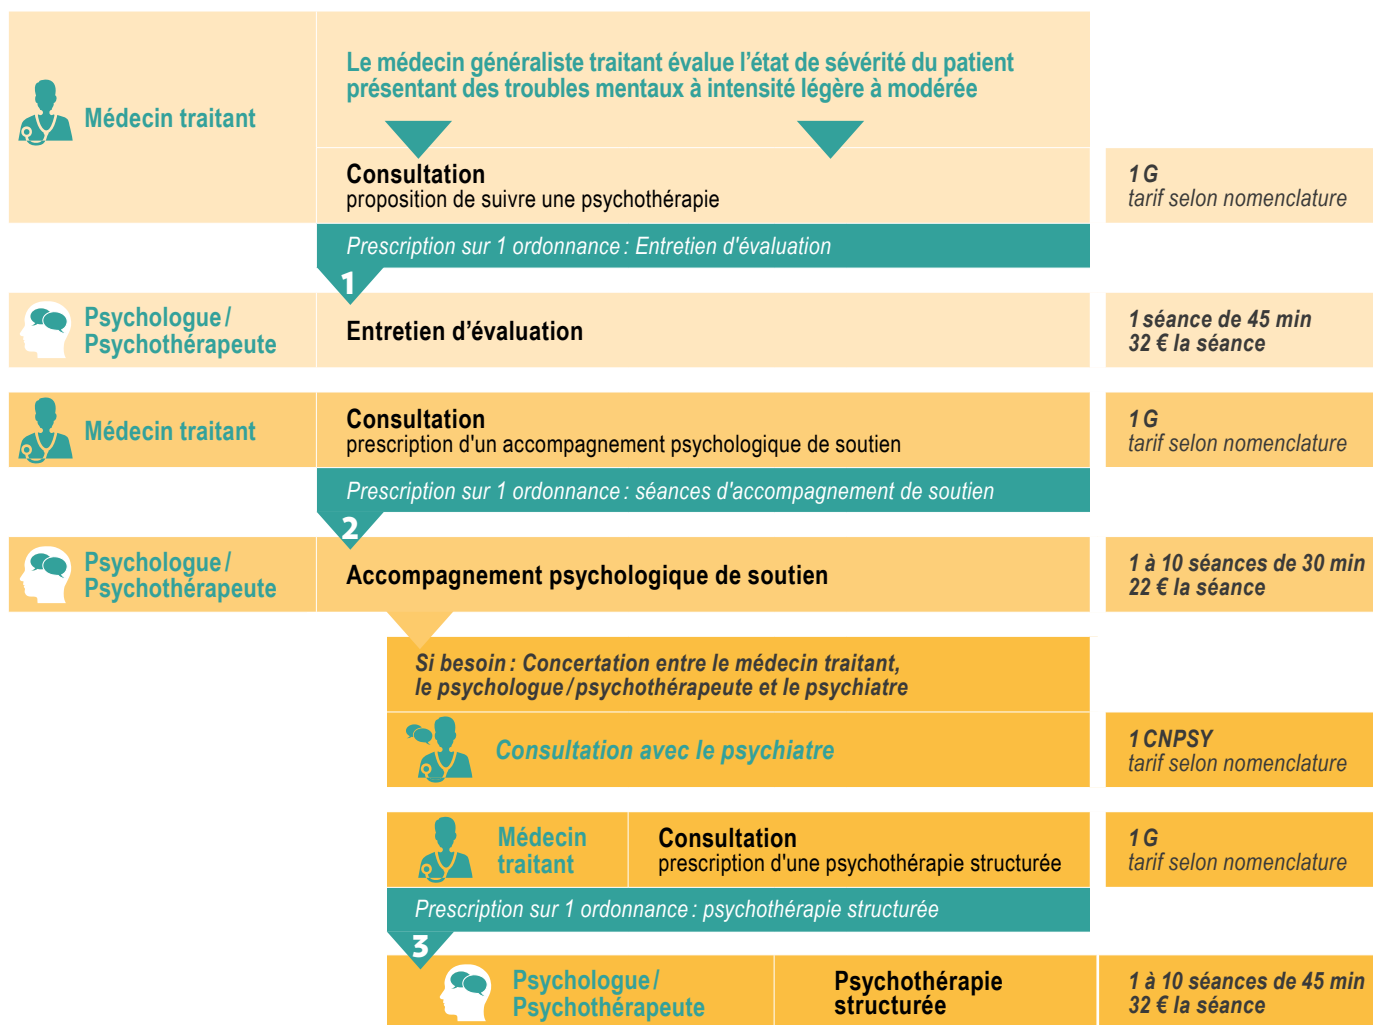 Médecin traitant
Le médecin généraliste traitant évalue l’état de sévérité du patient
présentant des troubles mentaux à intensité légère à modérée
Consultation
proposition de suivre une psychothérapie
1 G
tarif selon nomenclature
Prescription sur 1 ordonnance : Entretien d'évaluation
1
Psychologue /
Psychothérapeute
Entretien d’évaluation
1 séance de 45 min
32 € la séance
Médecin traitant
Consultation
prescription d'un accompagnement psychologique de soutien
1 G
tarif selon nomenclature
Prescription sur 1 ordonnance : séances d'accompagnement de soutien
2
Psychologue /
Psychothérapeute
Accompagnement psychologique de soutien
1 à 10 séances de 30 min
22 € la séance
Si besoin : Concertation entre le médecin traitant,
le psychologue / psychothérapeute et le psychiatre
Consultation avec le psychiatre
1 CNPSY
tarif selon nomenclature
Médecin
traitant
Consultation
prescription d'une psychothérapie structurée
1 G
tarif selon nomenclature
Prescription sur 1 ordonnance : psychothérapie structurée
3
Psychologue /
Psychothérapeute
Psychothérapie
structurée
1 à 10 séances de 45 min
32 € la séance